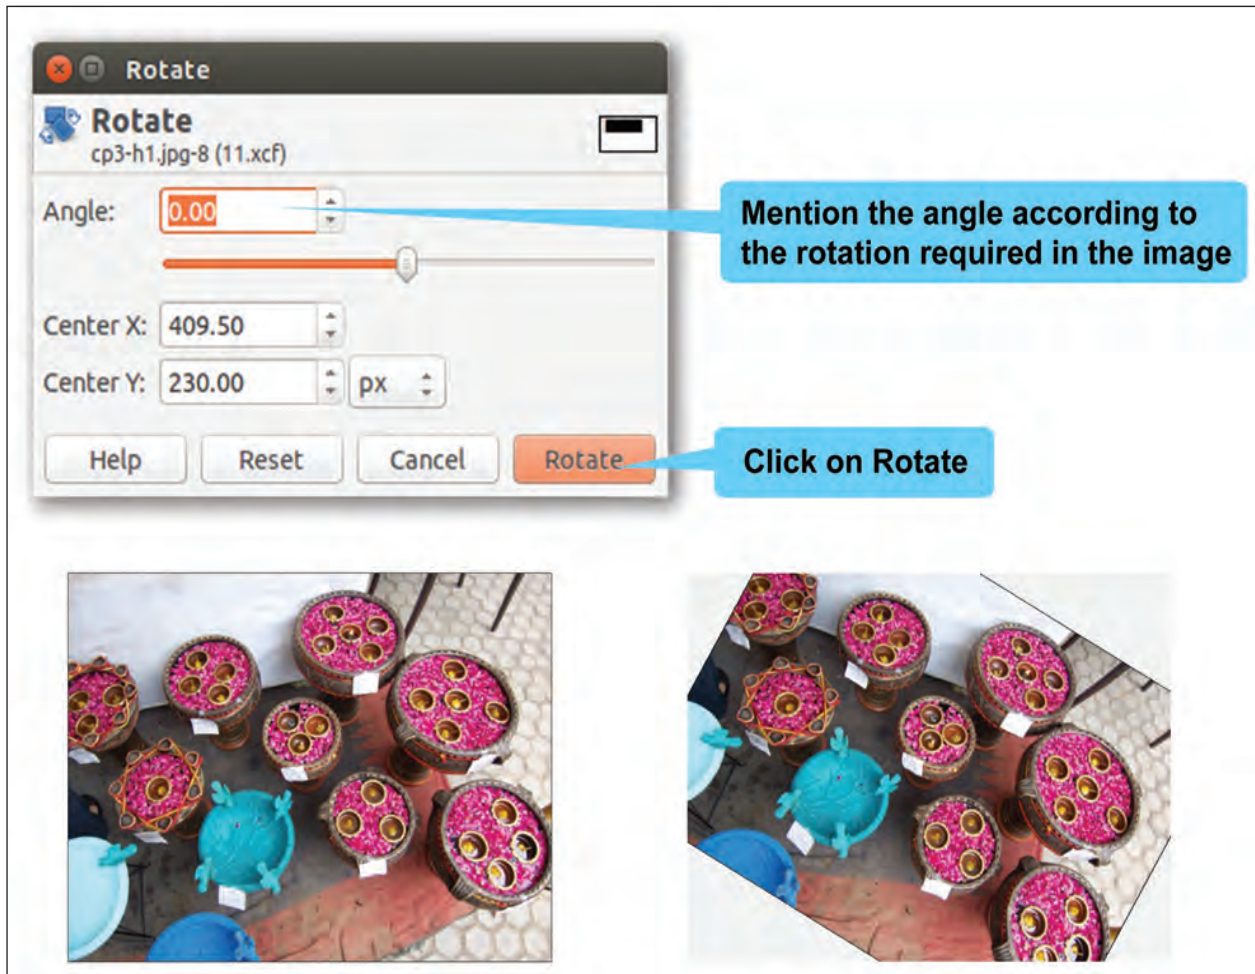 Rotate
Rotate
cp3-h1.jpg-8 (11.xcf)
Angle: 0.00
Mention the angle according to
the rotation required in the image
Center X: 409.50
Center Y: 230.00 px
Help Reset Cancel Rotate
Click on Rotate